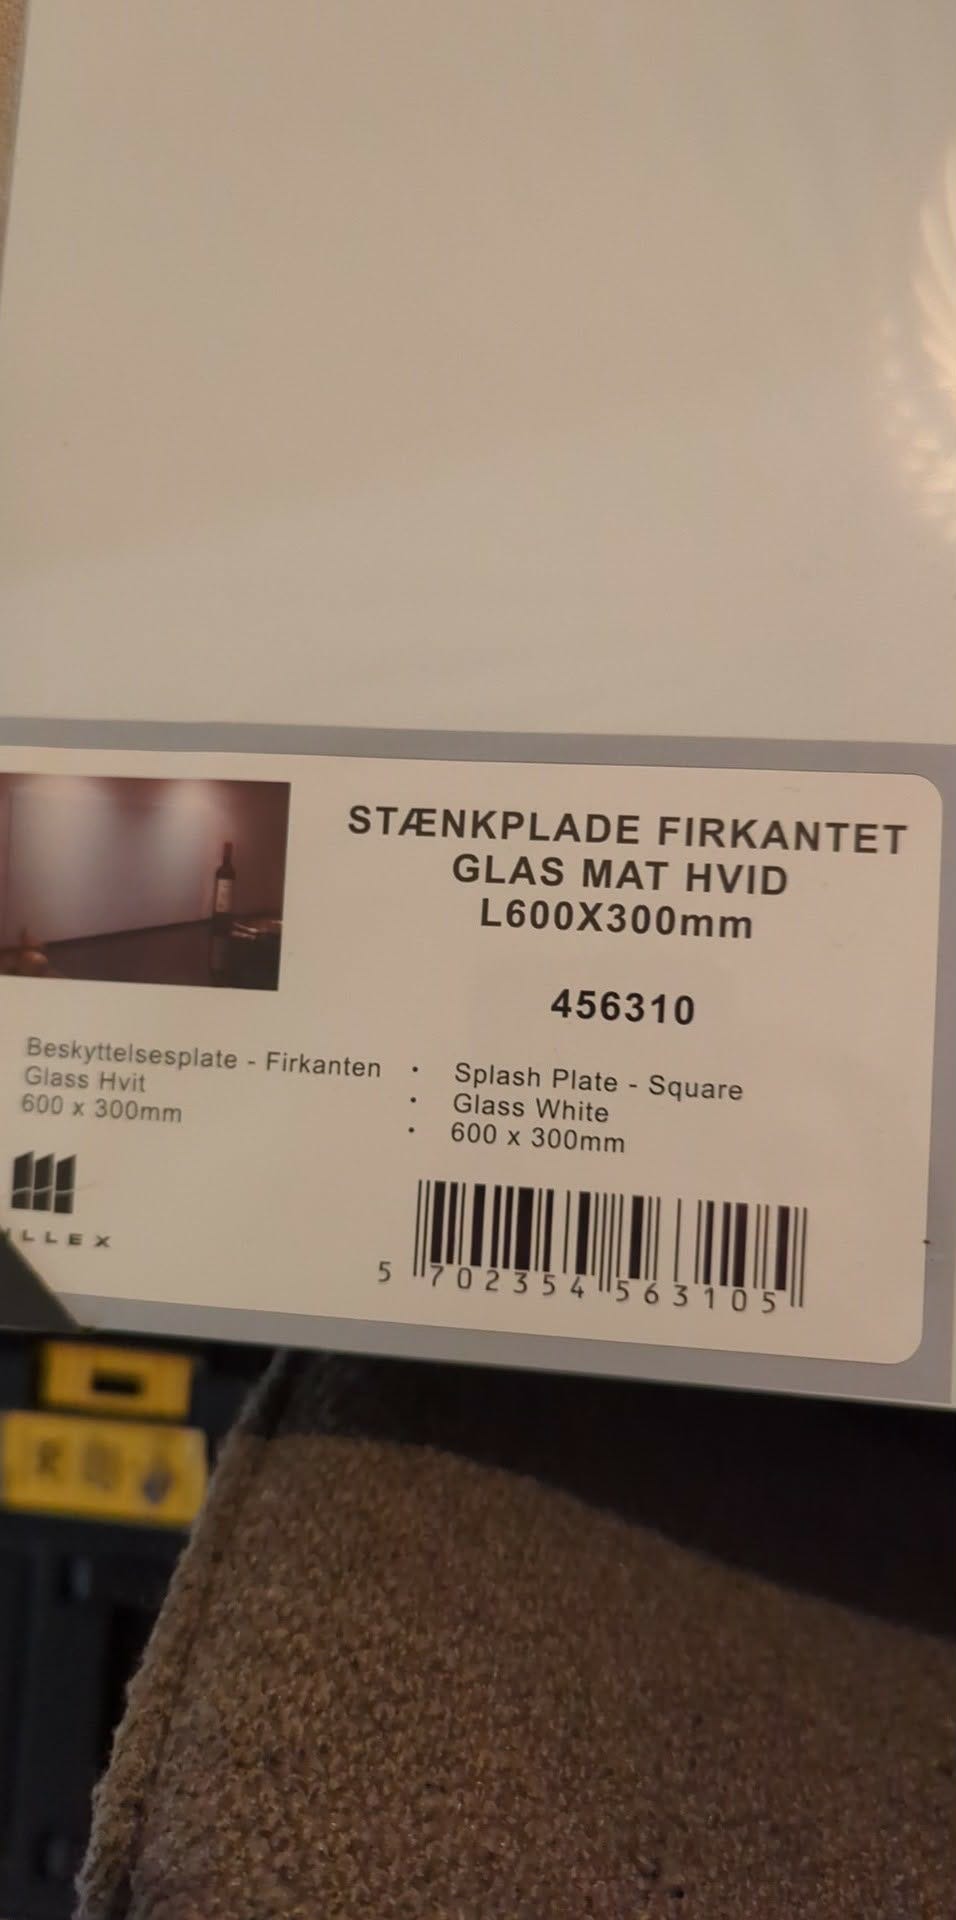 STÆNKPLADE FIRKANTET
GLAS MAT HVID
L600X300mm
456310
Beskyttelsesplate - Firkanten
Glass Hvit
600 x 300mm
• Splash Plate - Square
• Glass White
• 600 x 300mm
LLEX
5 702354 563105